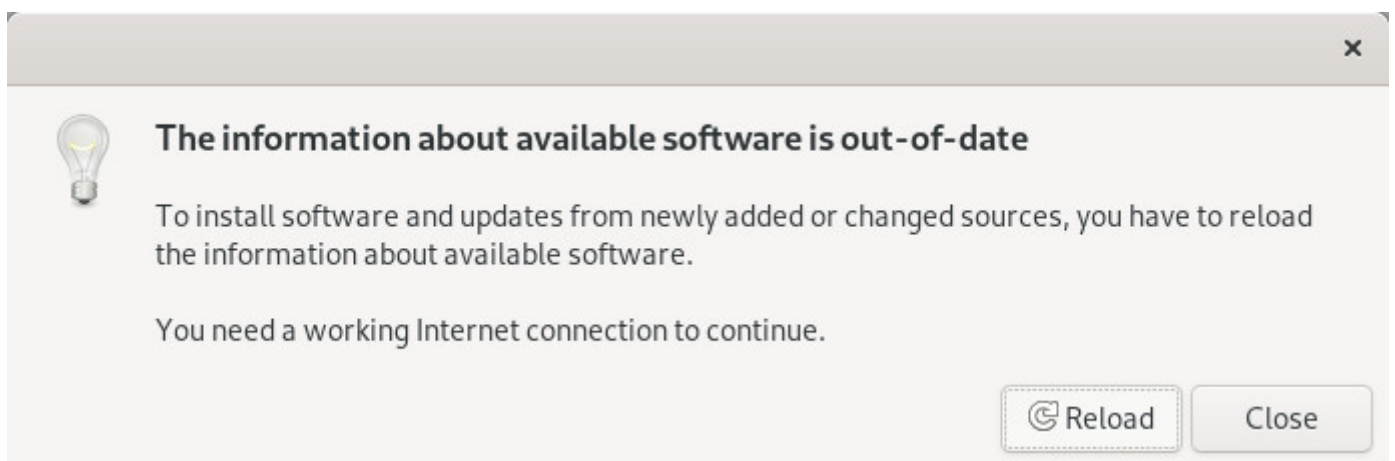 The information about available software is out-of-date
To install software and updates from newly added or changed sources, you have to reload
the information about available software.
You need a working Internet connection to continue.
Reload
Close